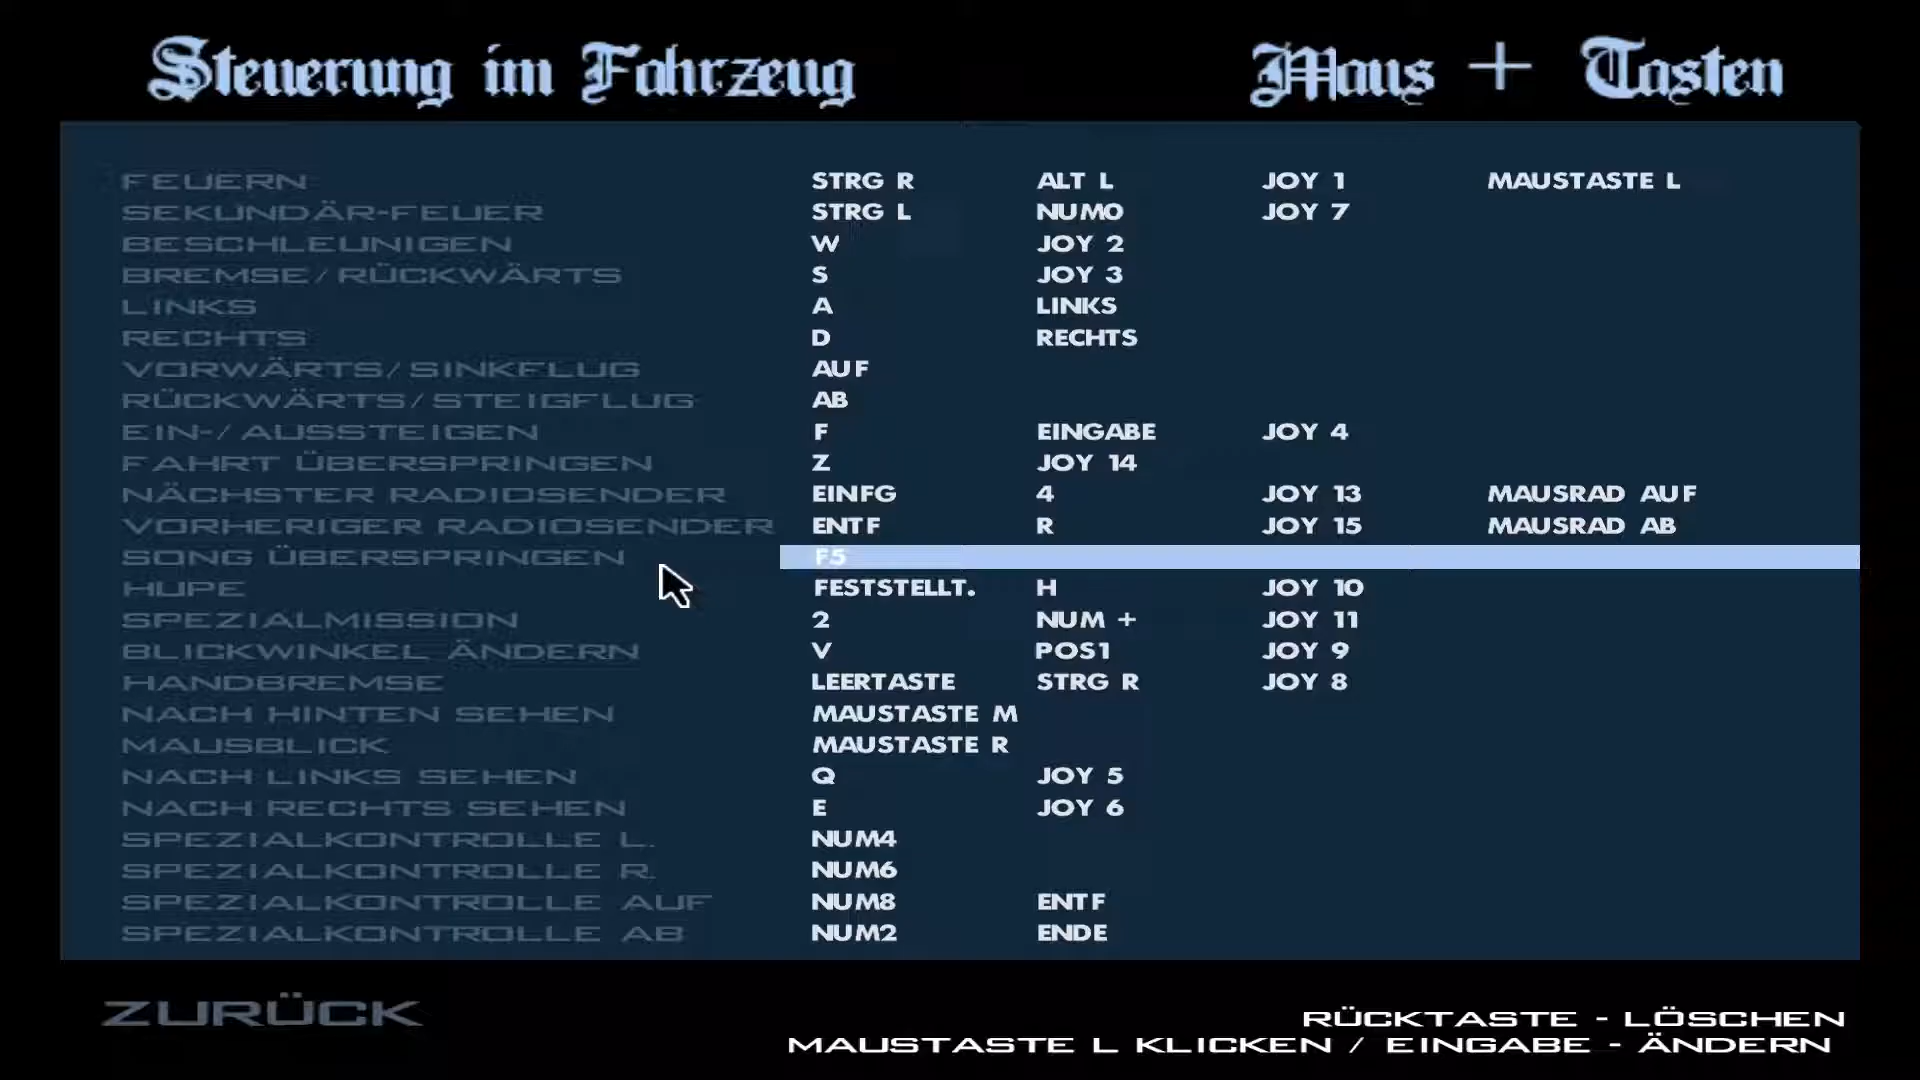 Steuerung im Fahrzeug Maus + Tasten
FEUERN STRG R ALT L JOY 1 MAUSTASTE L
SEKUNDÄR-FEUER STRG L NUM0 JOY 7
BESCHLEUNIGEN W JOY 2
BREMSE/RÜCKWÄRTS S JOY 3
LINKS A LINKS
RECHTS D RECHTS
VORWÄRTS/SINKFLUG AUF
RÜCKWÄRTS/STEIGFLUG AB
EIN-/AUSSTEIGEN F EINGABE JOY 4
FAHRT ÜBERSPRINGEN Z JOY 14
NÄCHSTER RADIOSENDER EINFG 4 JOY 13 MAUSRAD AUF
VORHERIGER RADIOSENDER ENTF R JOY 15 MAUSRAD AB
SONG ÜBERSPRINGEN F5
HUPE FESTSTELLT. H JOY 10
SPEZIALMISSION 2 NUM + JOY 11
BLICKWINKEL ÄNDERN V POS1 JOY 9
HANDBREMSE LEERTASTE STRG R JOY 8
NACH HINTEN SEHEN MAUSTASTE M
MAUSBLICK MAUSTASTE R
NACH LINKS SEHEN Q JOY 5
NACH RECHTS SEHEN E JOY 6
SPEZIALKONTROLLE L. NUM4
SPEZIALKONTROLLE R. NUM6
SPEZIALKONTROLLE AUF NUM8 ENTF
SPEZIALKONTROLLE AB NUM2 ENDE
ZURÜCK
RÜCKTASTE - LÖSCHEN
MAUSTASTE L KLICKEN / EINGABE - ÄNDERN